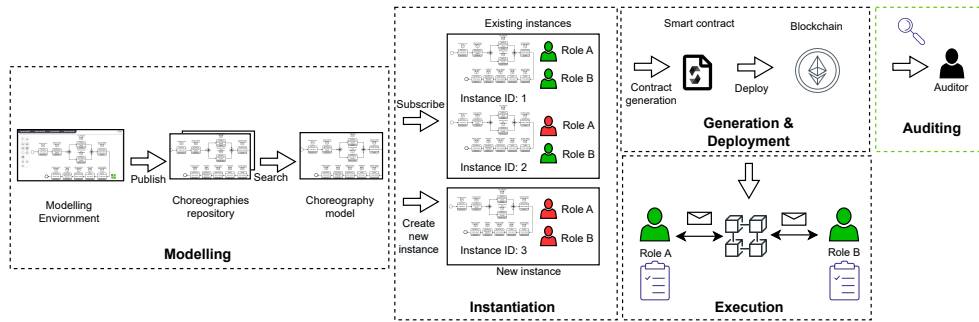 Modelling
Enviornment
Publish
Choreographies
repository
Search
Choreography
model
Modelling
Subscribe
Create
new
instance
Existing instances
Role A
Role B
Instance ID: 1
Role A
Role B
Instance ID: 2
Role A
Role B
Instance ID: 3
New instance
Instantiation
Smart contract
Blockchain
Contract
generation
Deploy
Generation &
Deployment
Role A
Role B
Execution
Auditor
Auditing